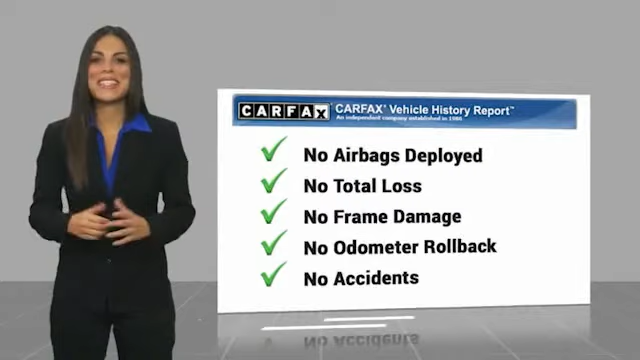 CARFAX CARFAX® Vehicle History Report™
An independent company established in 1986
No Airbags Deployed
No Total Loss
No Frame Damage
No Odometer Rollback
No Accidents